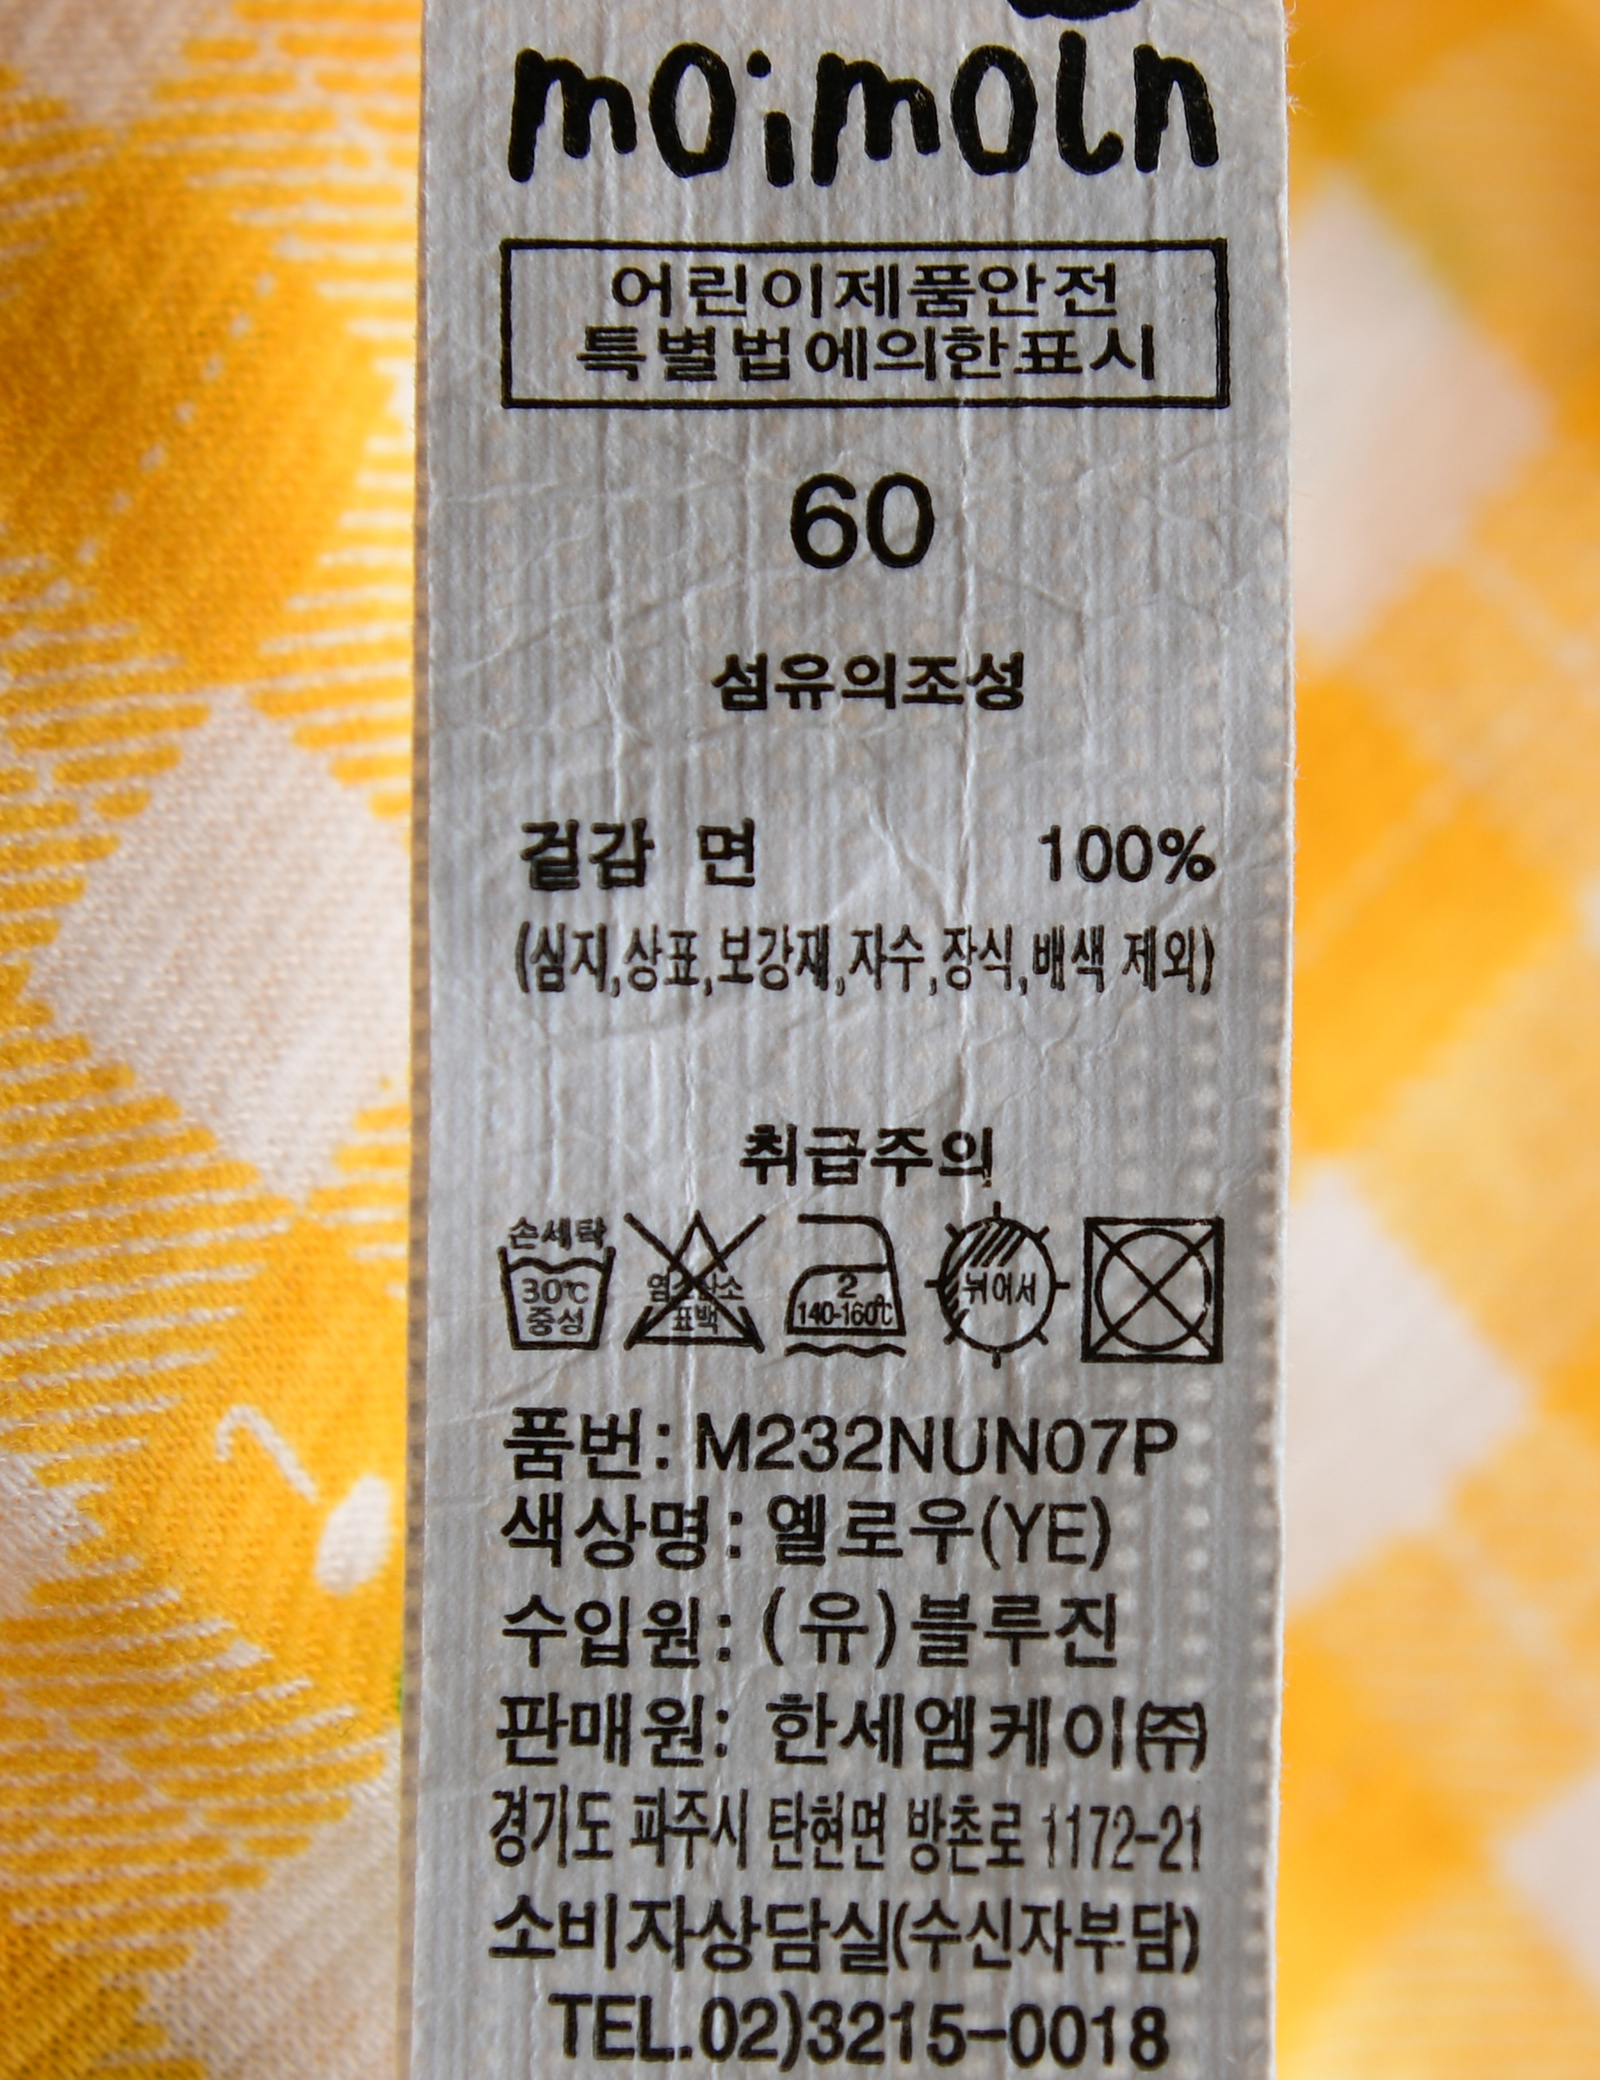 moimoln
어린이제품안전
특별법에의한표시
60
섬유의조성
겉감 면 100%
(심지,상표,보강재,자수,장식,배색 제외)
취급주의
손세탁
30℃
중성
염소산소
표백
2
140-160℃
뉘어서
품번: M232NUN07P
색상명: 옐로우(YE)
수입원: (유)블루진
판매원: 한세엠케이㈜
경기도 파주시 탄현면 방촌로 1172-21
소비자상담실(수신자부담)
TEL.02)3215-0018